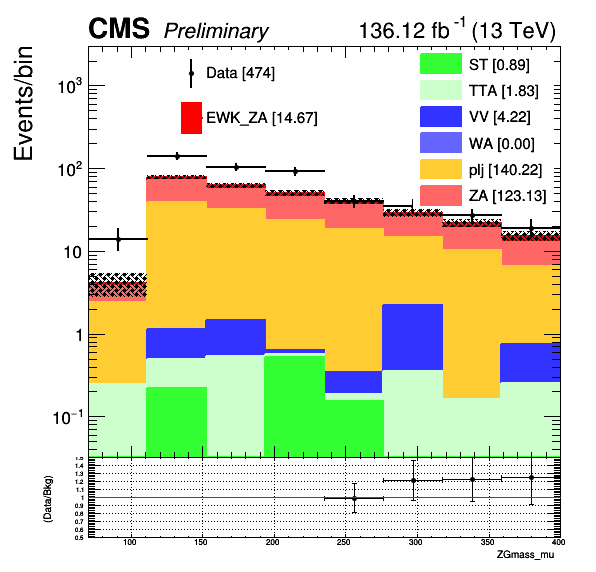 CMS Preliminary 136.12 fb⁻¹ (13 TeV)
Events/bin
Data [474]
EWK_ZA [14.67]
ST [0.89]
TTA [1.83]
VV [4.22]
WA [0.00]
plj [140.22]
ZA [123.13]
10³
10²
10
1
10⁻¹
(Data/Bkg)
1.5
1.4
1.3
1.2
1.1
1
0.9
0.8
0.7
0.6
0.5
100 150 200 250 300 350 400
ZGmass_mu